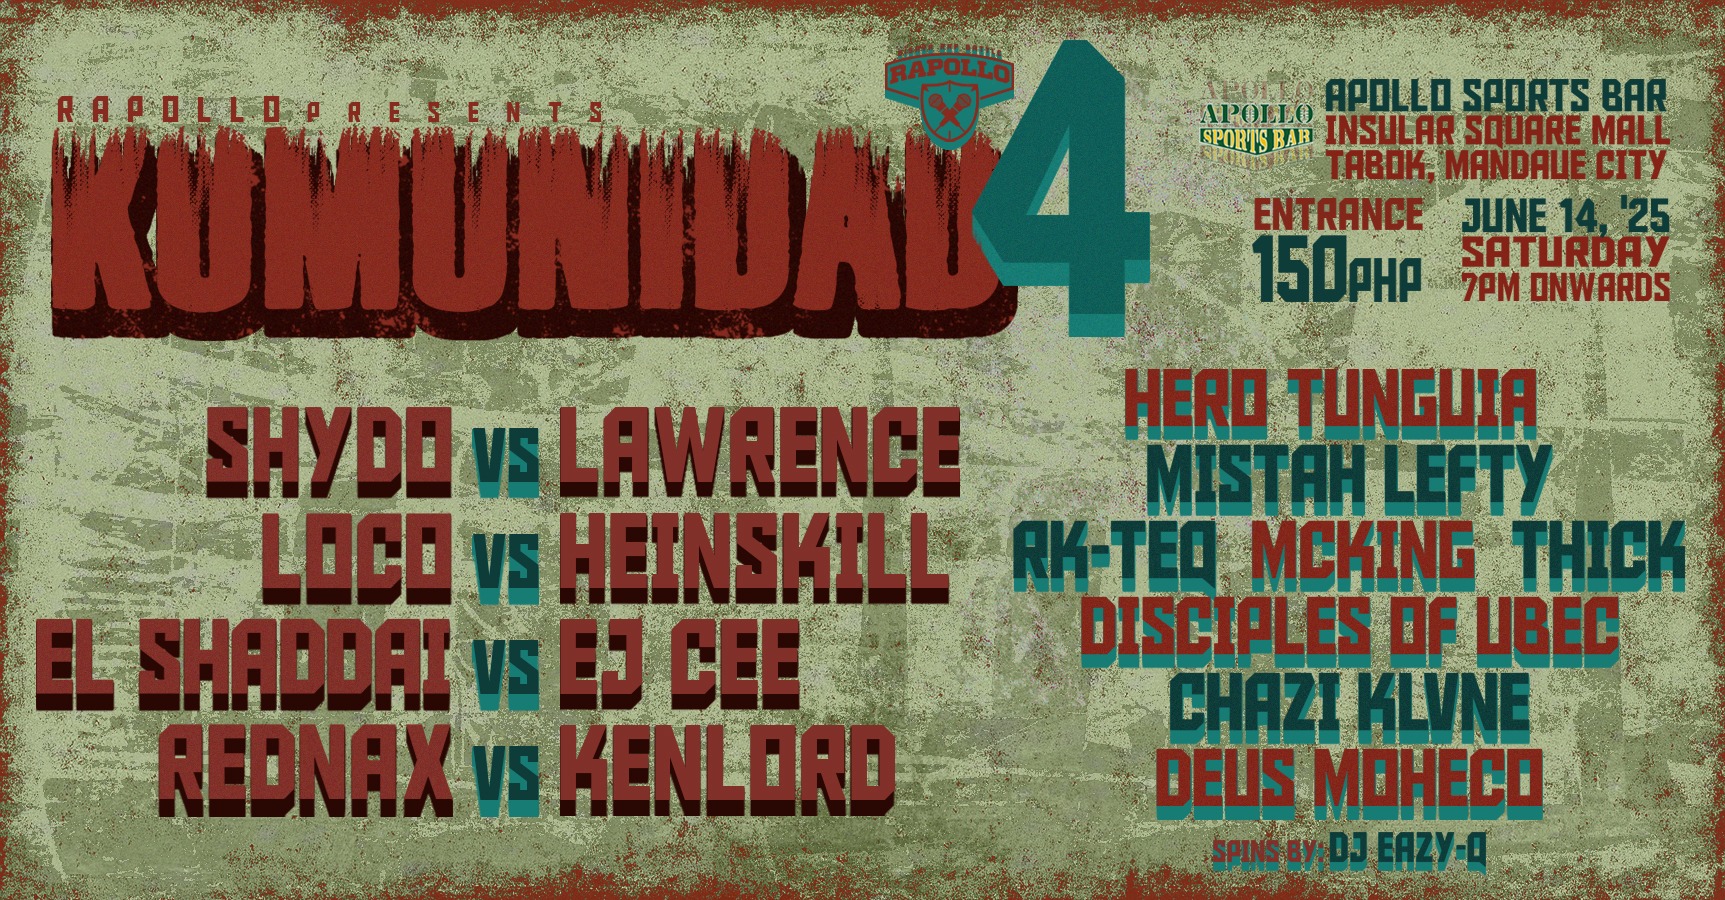 RAPOLLO PRESENTS
KOMUNIDAD 4
RAPOLLO
APOLLO
SPORTS BAR
APOLLO SPORTS BAR
INSULAR SQUARE MALL
TABOK, MANDAUE CITY
ENTRANCE
150PHP
JUNE 14, '25
SATURDAY
7PM ONWARDS
SHYDO VS LAWRENCE
LOCO VS HEINSKILL
EL SHADDAI VS EJ CEE
REDNAX VS KENLORD
HERO TUNGUIA
MISTAH LEFTY
RK-TEQ MCKING THICK
DISCIPLES OF UBEC
CHAZI KLVNE
DEUS MOHECO
SPINS BY: DJ EAZY-Q